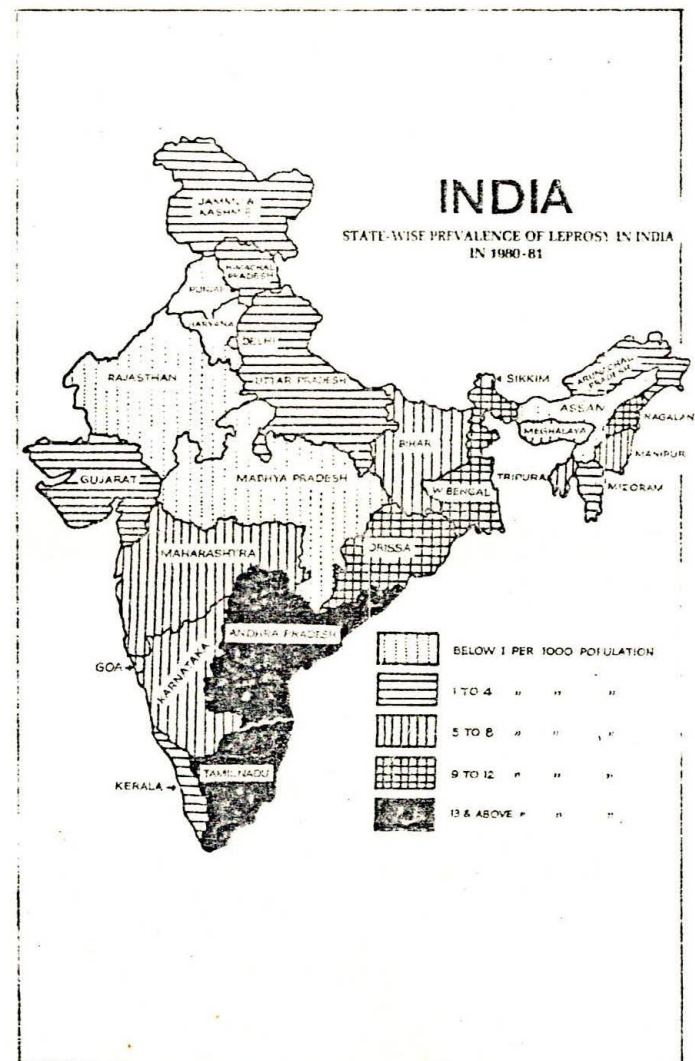 INDIA
STATE-WISE PREVALENCE OF LEPROSY IN INDIA
IN 1980-81
JAMMU &
KASHMIR
HIMACHAL
PRADESH
PUNJAB
HARYANA
DELHI
RAJASTHAN
UTTAR PRADESH
SIKKIM
ARUNACHAL
PRADESH
ASSAN
NAGALAN
MEGHALAYA
BIHAR
MANIPUR
GUJARAT
MADHYA PRADESH
W.BENGAL
TRIPURA
MIZORAM
MAHARASHTRA
ORISSA
ANDHRA PRADESH
GOA
KARNATAKA
KERALA
TAMILNADU
BELOW 1 PER 1000 POPULATION
1 TO 4 " " "
5 TO 8 " " "
9 TO 12 " " "
13 & ABOVE " " "